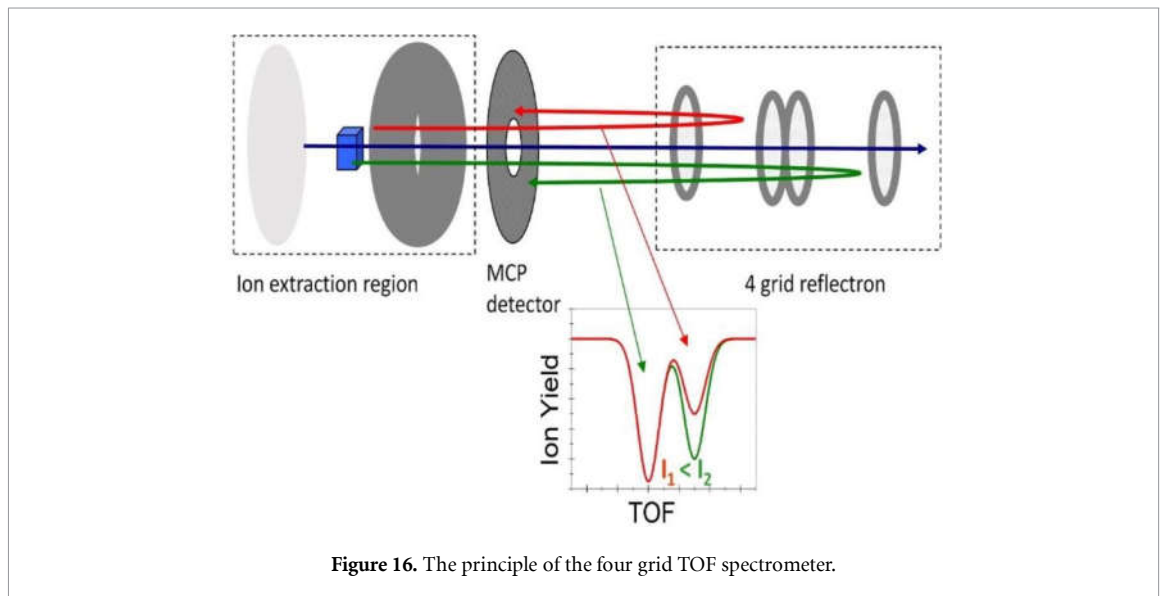 Ion extraction region
MCP
detector
4 grid reflectron
Ion Yield
I₁ < I₂
TOF
Figure 16. The principle of the four grid TOF spectrometer.